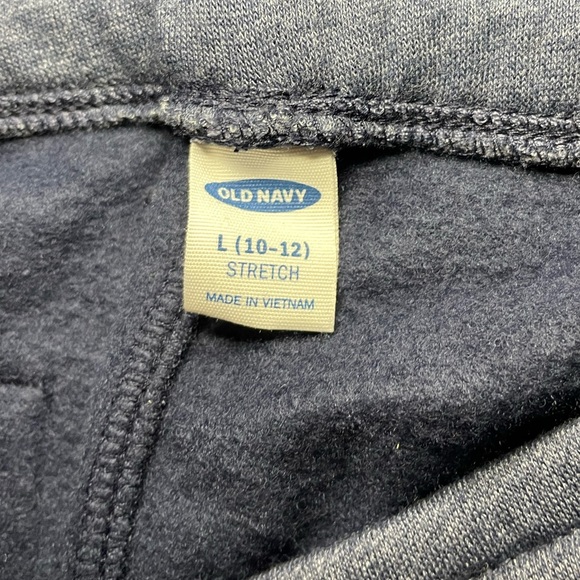 OLD NAVY
L (10-12)
STRETCH
MADE IN VIETNAM